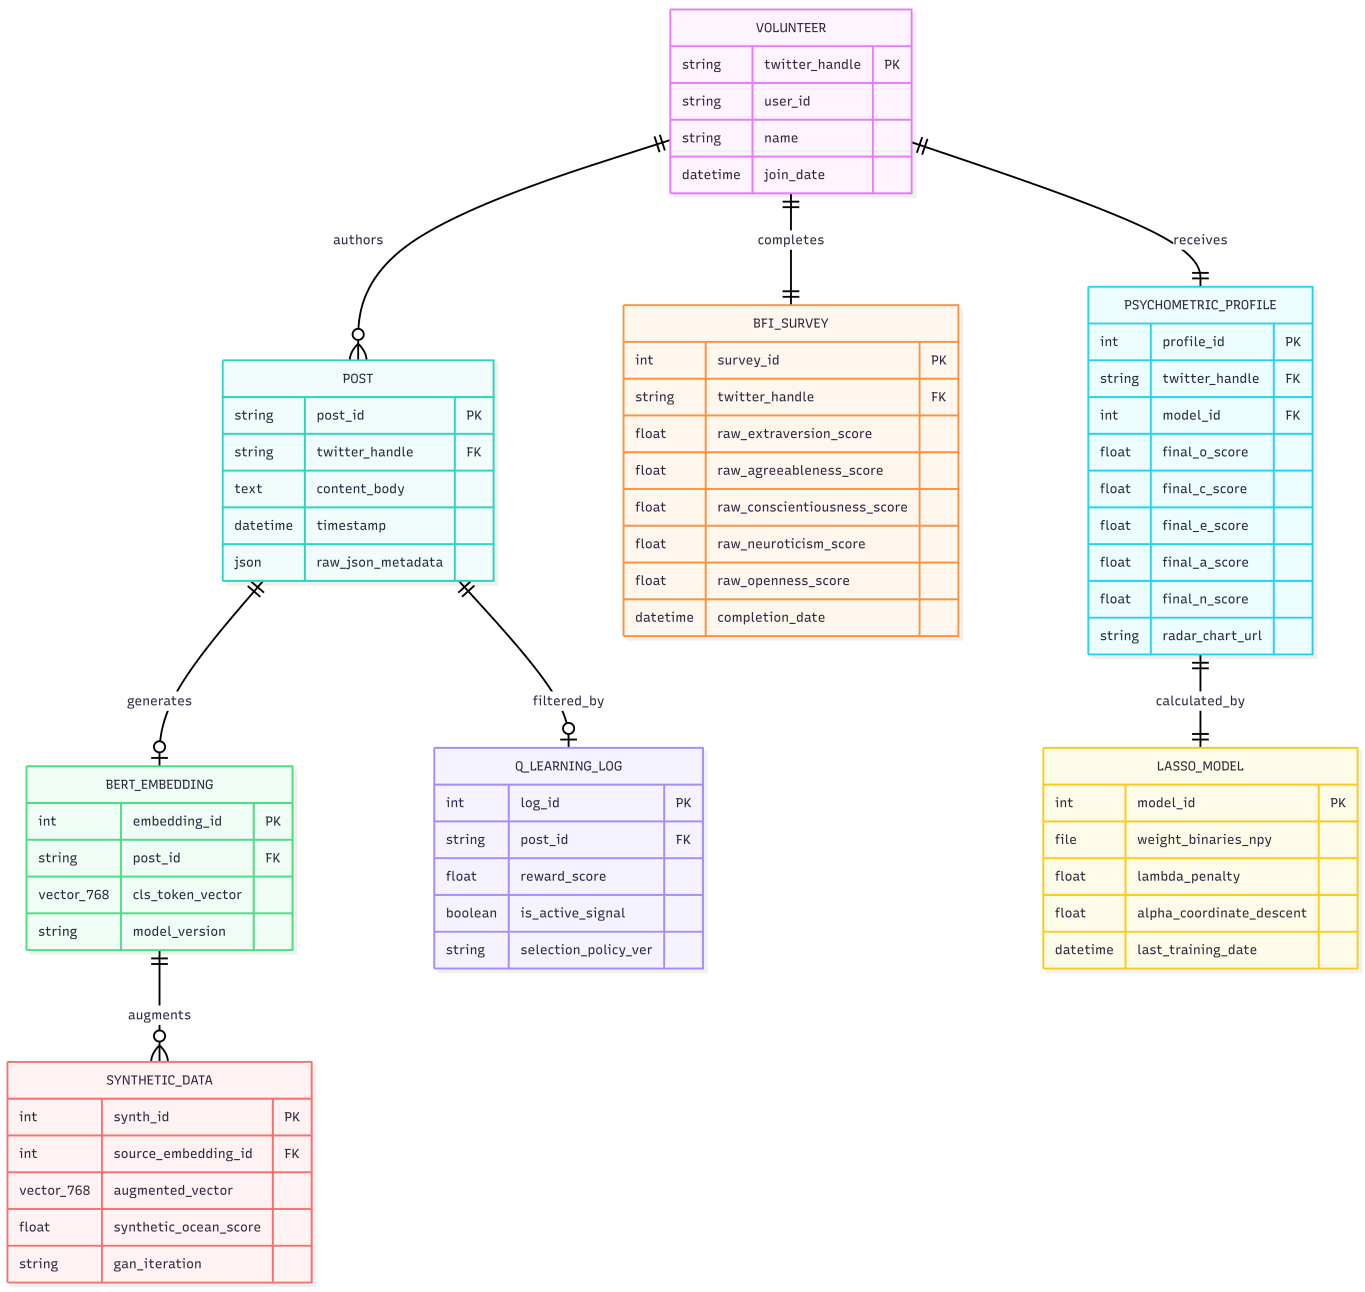 VOLUNTEER
string twitter_handle PK
string user_id
string name
datetime join_date
authors
completes
receives
POST
string post_id PK
string twitter_handle FK
text content_body
datetime timestamp
json raw_json_metadata
BFI_SURVEY
int survey_id PK
string twitter_handle FK
float raw_extraversion_score
float raw_agreeableness_score
float raw_conscientiousness_score
float raw_neuroticism_score
float raw_openness_score
datetime completion_date
PSYCHOMETRIC_PROFILE
int profile_id PK
string twitter_handle FK
int model_id FK
float final_o_score
float final_c_score
float final_e_score
float final_a_score
float final_n_score
string radar_chart_url
generates
filtered_by
calculated_by
BERT_EMBEDDING
int embedding_id PK
string post_id FK
vector_768 cls_token_vector
string model_version
Q_LEARNING_LOG
int log_id PK
string post_id FK
float reward_score
boolean is_active_signal
string selection_policy_ver
LASSO_MODEL
int model_id PK
file weight_binaries_npy
float lambda_penalty
float alpha_coordinate_descent
datetime last_training_date
augments
SYNTHETIC_DATA
int synth_id PK
int source_embedding_id FK
vector_768 augmented_vector
float synthetic_ocean_score
string gan_iteration